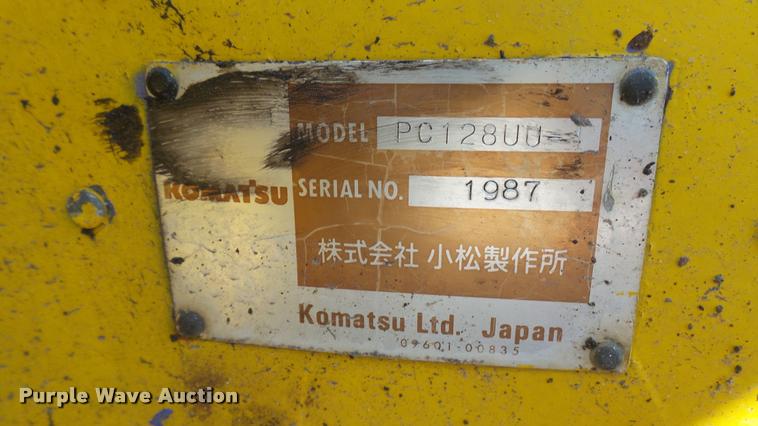 MODEL PC128UU-1
KOMATSU
SERIAL NO. 1987
株式会社 小松製作所
Komatsu Ltd. Japan
09601-00835
Purple Wave Auction